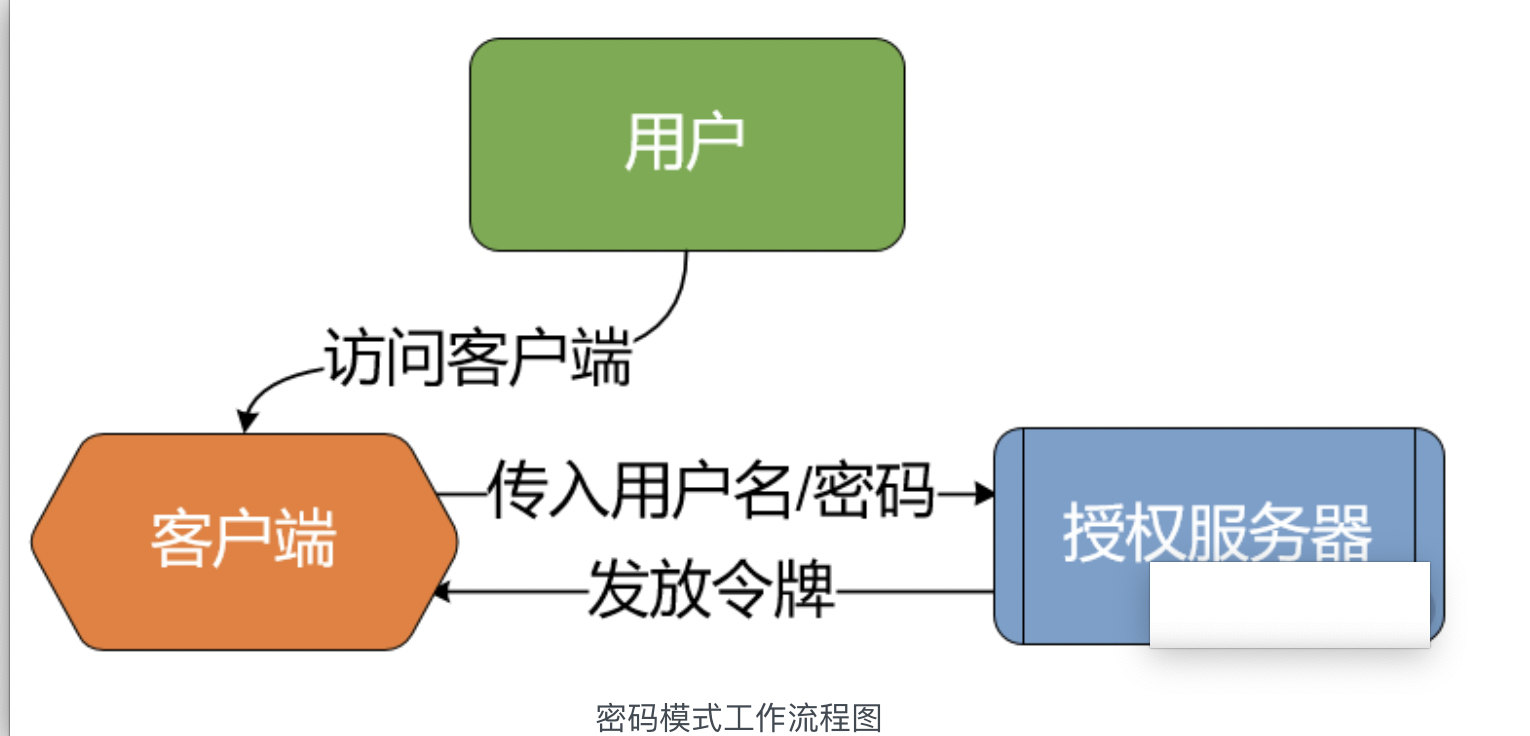 用户
访问客户端
传入用户名/密码
客户端
授权服务器
发放令牌
密码模式工作流程图